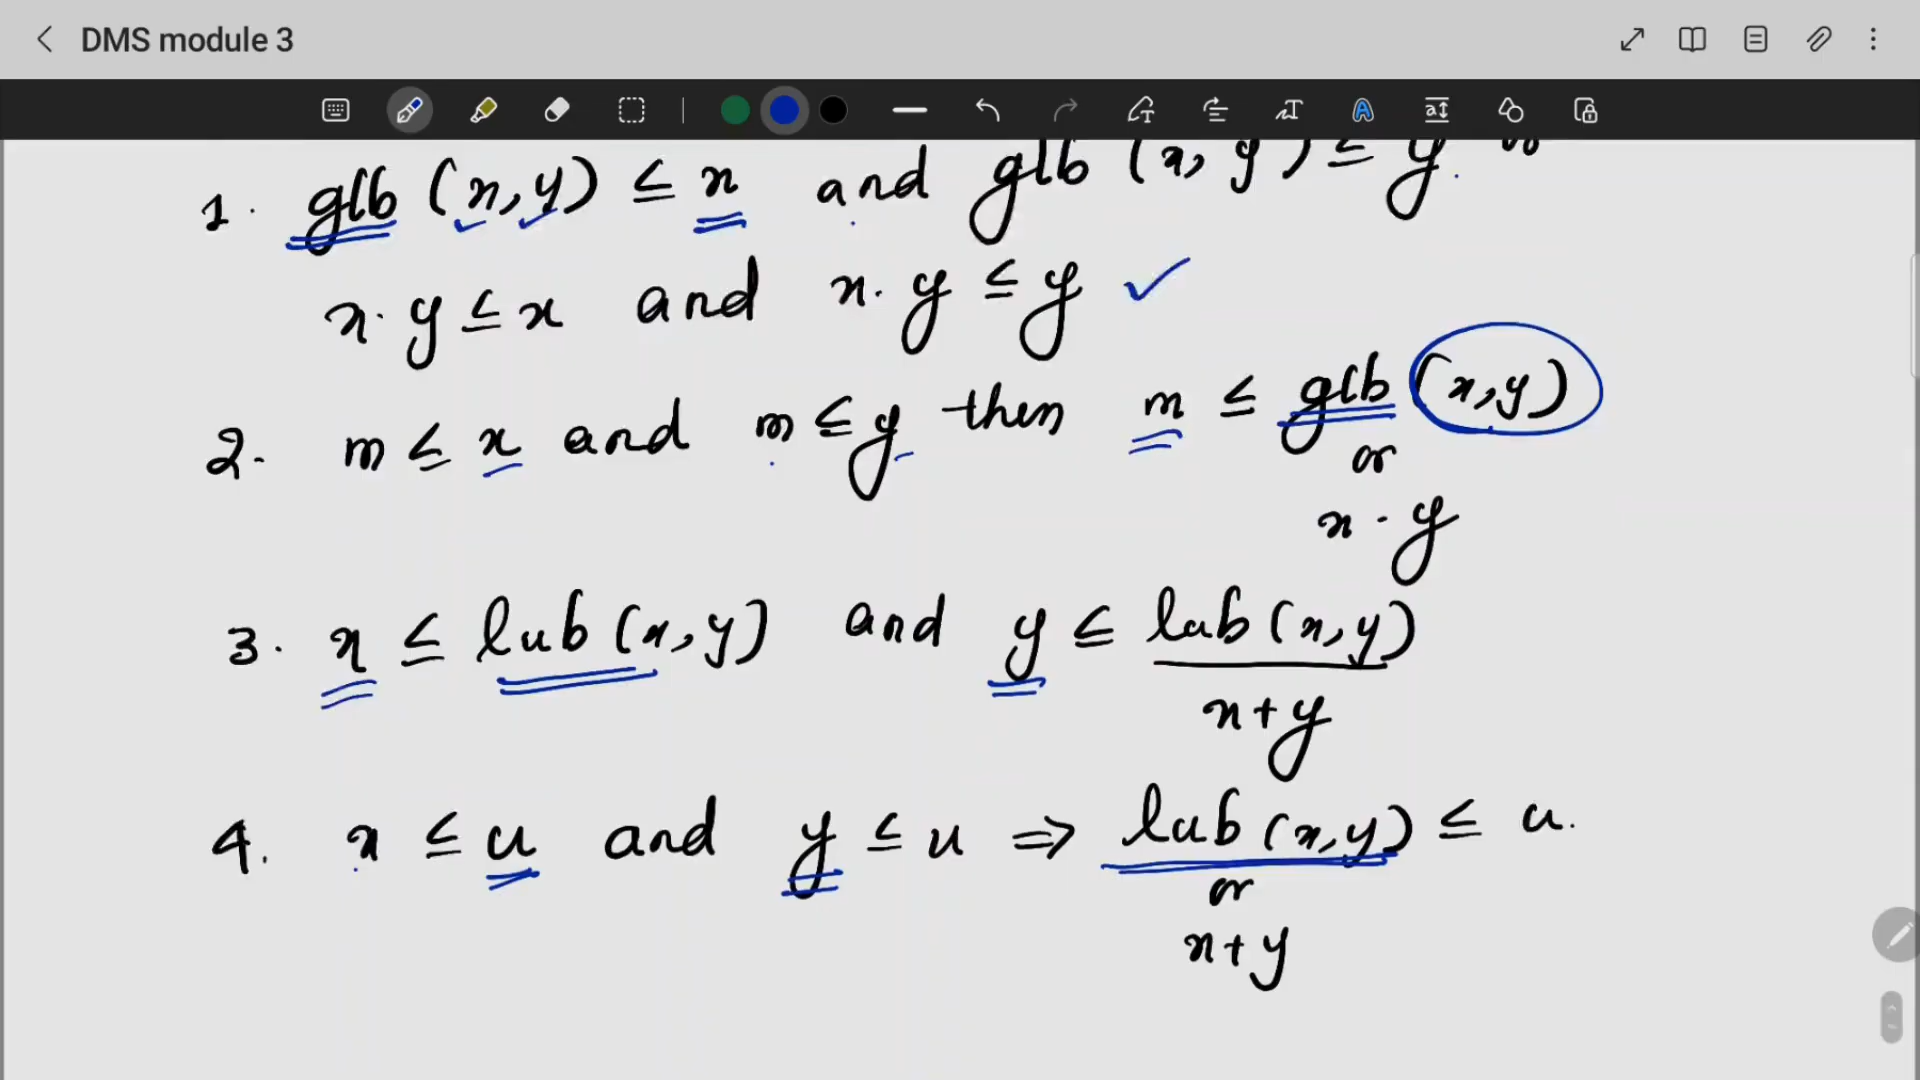 DMS module 3
1. glb (x,y) ≤ x and glb (x, y) ≤ y or
x. y ≤ x and x. y ≤ y ✓
2. m ≤ x and m ≤ y then m ≤ glb (x,y)
or
x . y
3. x ≤ lub (x,y) and y ≤ lub (x,y)
x+y
4. x ≤ u and y ≤ u ⇒ lub (x,y) ≤ u.
or
x+y